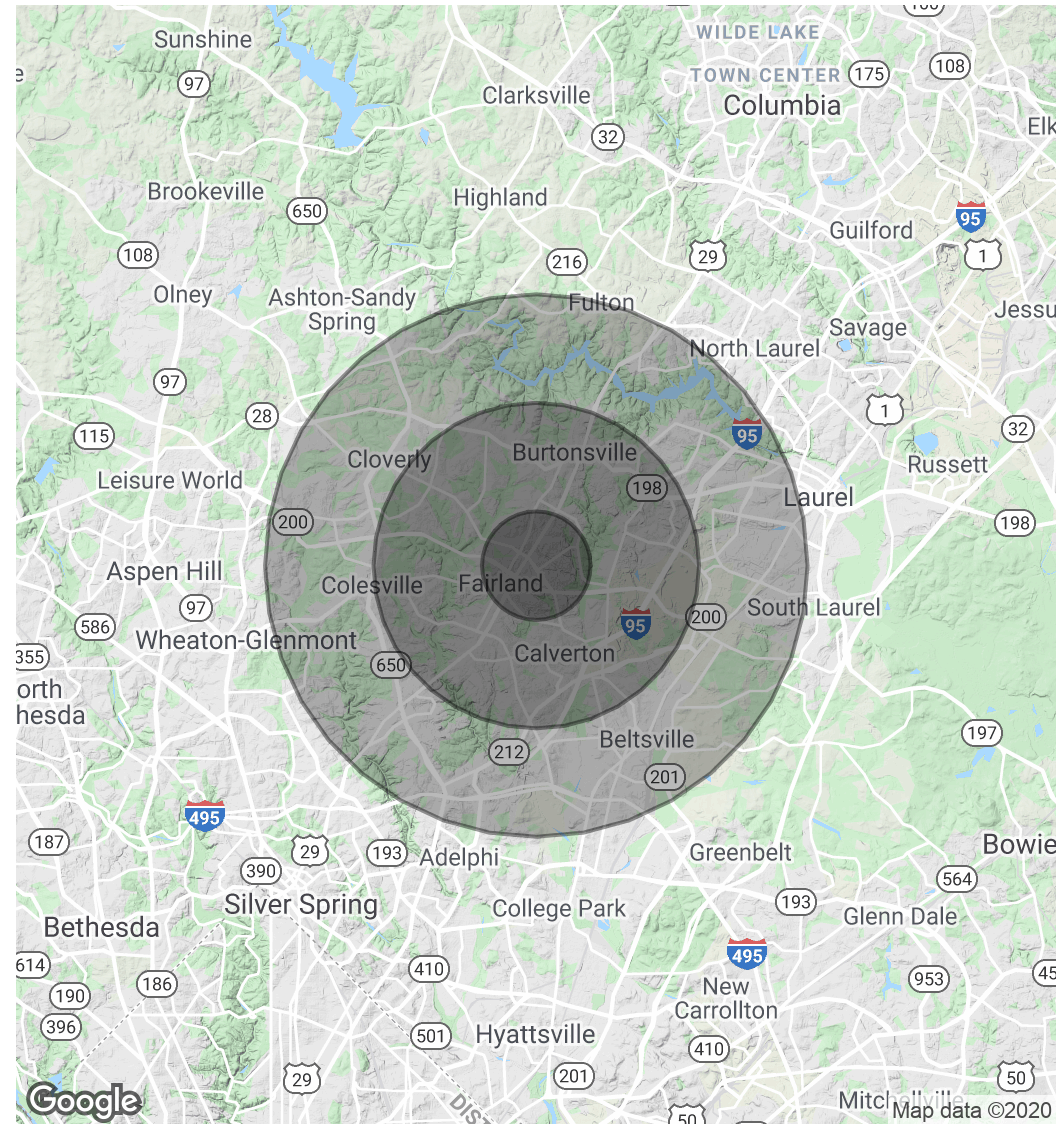 WILDE LAKE
Sunshine
97
TOWN CENTER
175
108
Clarksville
Columbia
32
Elk
Brookeville
Highland
650
95
Guilford
108
216
29
1
Olney
Ashton-Sandy
Spring
Fulton
Jessu
Savage
North Laurel
97
28
1
115
95
32
Cloverly
Burtonsville
Russett
Leisure World
198
Laurel
200
198
Aspen Hill
Colesville
Fairland
97
South Laurel
586
200
95
Wheaton-Glenmont
355
Calverton
650
orth
hesda
197
Beltsville
212
201
495
187
29
193
Adelphi
Greenbelt
Bowie
390
564
Silver Spring
193
College Park
Glenn Dale
Bethesda
495
614
410
186
953
45
190
New
Carrollton
396
501
Hyattsville
410
29
201
50
Google
DIST
50
Mitchellville
Map data ©2020